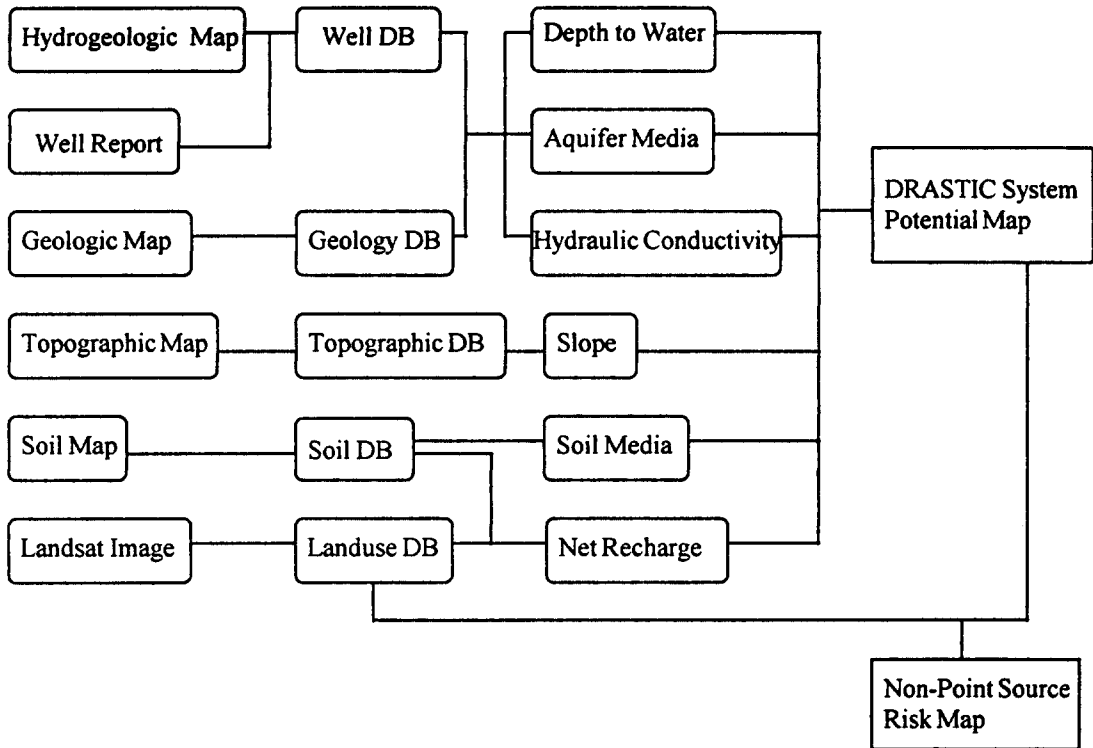 Hydrogeologic Map
Well DB
Depth to Water
Well Report
Aquifer Media
DRASTIC System
Potential Map
Geologic Map
Geology DB
Hydraulic Conductivity
Topographic Map
Topographic DB
Slope
Soil Map
Soil DB
Soil Media
Landsat Image
Landuse DB
Net Recharge
Non-Point Source
Risk Map